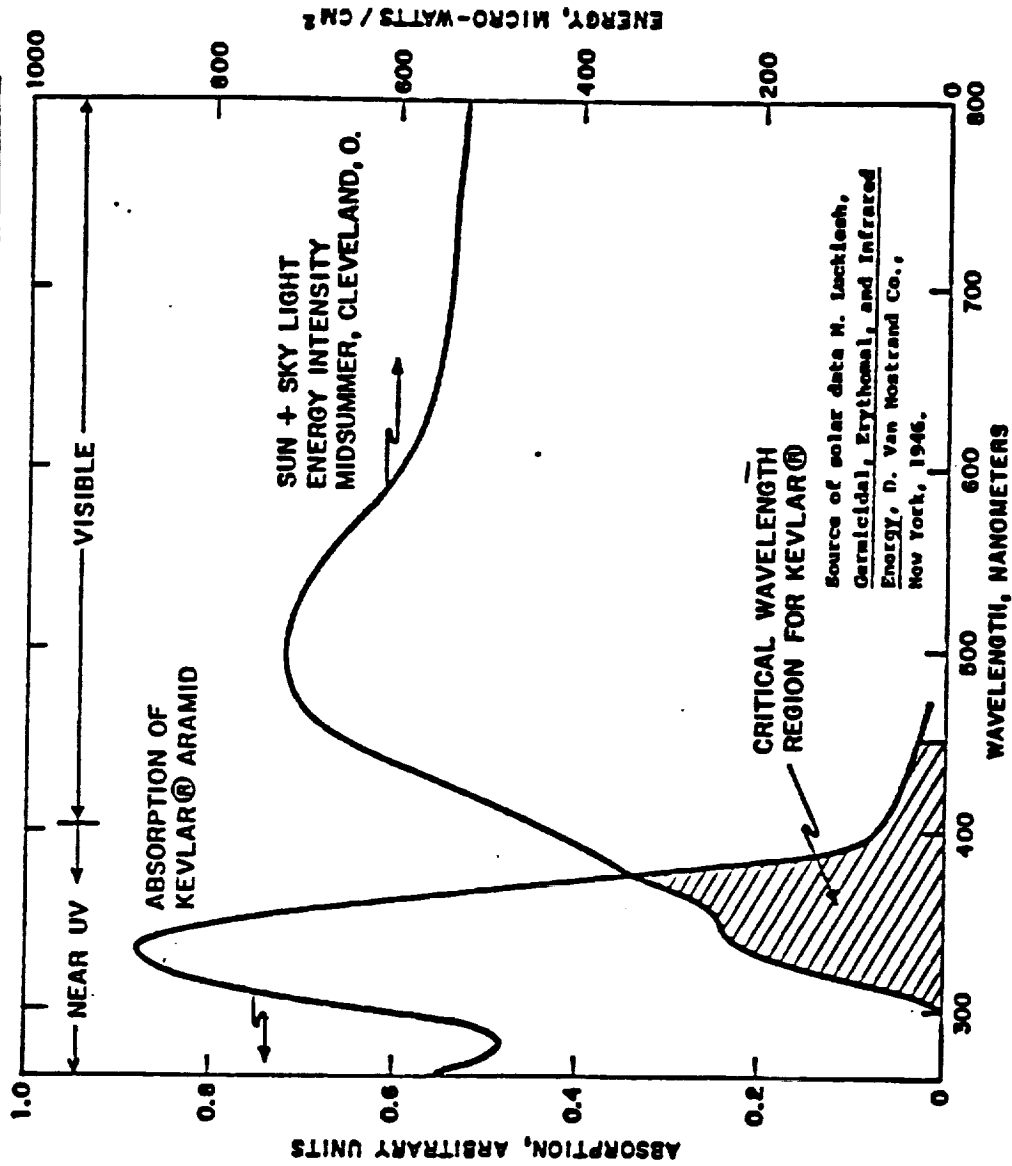 ENERGY, MICRO-WATTS / CM²
1000
800
600
400
200
0
NEAR UV
VISIBLE
ABSORPTION OF
KEVLAR® ARAMID
SUN + SKY LIGHT
ENERGY INTENSITY
MIDSUMMER, CLEVELAND, O.
CRITICAL WAVELENGTH
REGION FOR KEVLAR®
Source of solar data M. Luckiesh,
Germicidal, Erythemal, and Infrared
Energy, D. Van Nostrand Co.,
New York, 1946.
1.0
0.8
0.6
0.4
0.2
0
ABSORPTION, ARBITRARY UNITS
300
400
500
600
700
800
WAVELENGTH, NANOMETERS